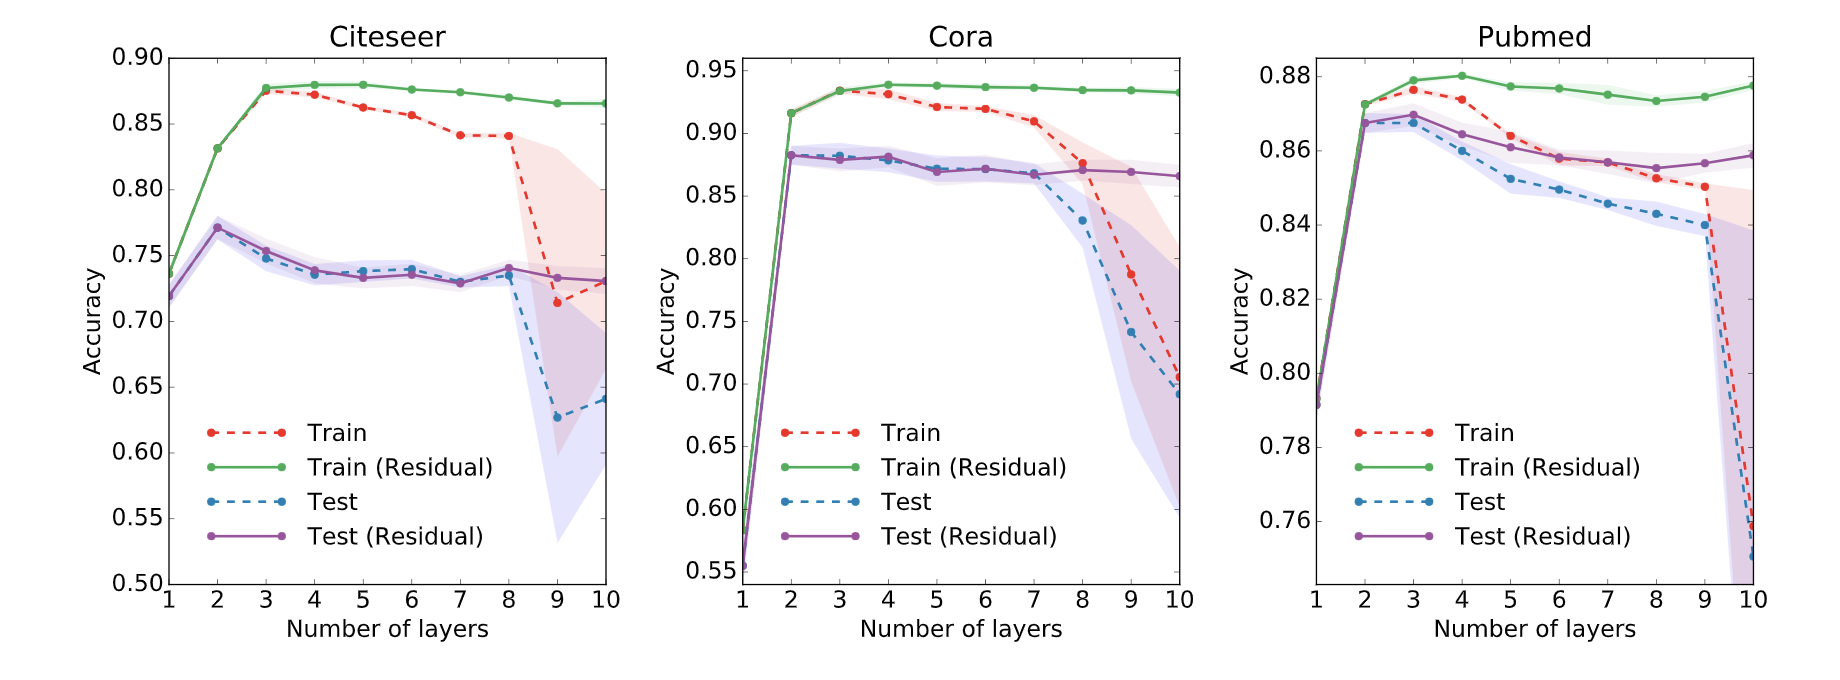 Citeseer
0.90
0.85
0.80
0.75
0.70
0.65
0.60
0.55
0.50
Accuracy
Train
Train (Residual)
Test
Test (Residual)
1 2 3 4 5 6 7 8 9 10
Number of layers
Cora
0.95
0.90
0.85
0.80
0.75
0.70
0.65
0.60
0.55
Accuracy
Train
Train (Residual)
Test
Test (Residual)
1 2 3 4 5 6 7 8 9 10
Number of layers
Pubmed
0.88
0.86
0.84
0.82
0.80
0.78
0.76
Accuracy
Train
Train (Residual)
Test
Test (Residual)
1 2 3 4 5 6 7 8 9 10
Number of layers